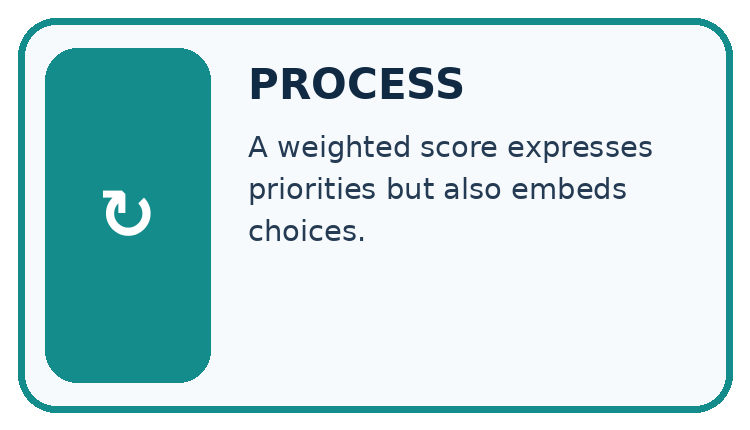 PROCESS
A weighted score expresses
priorities but also embeds
choices.